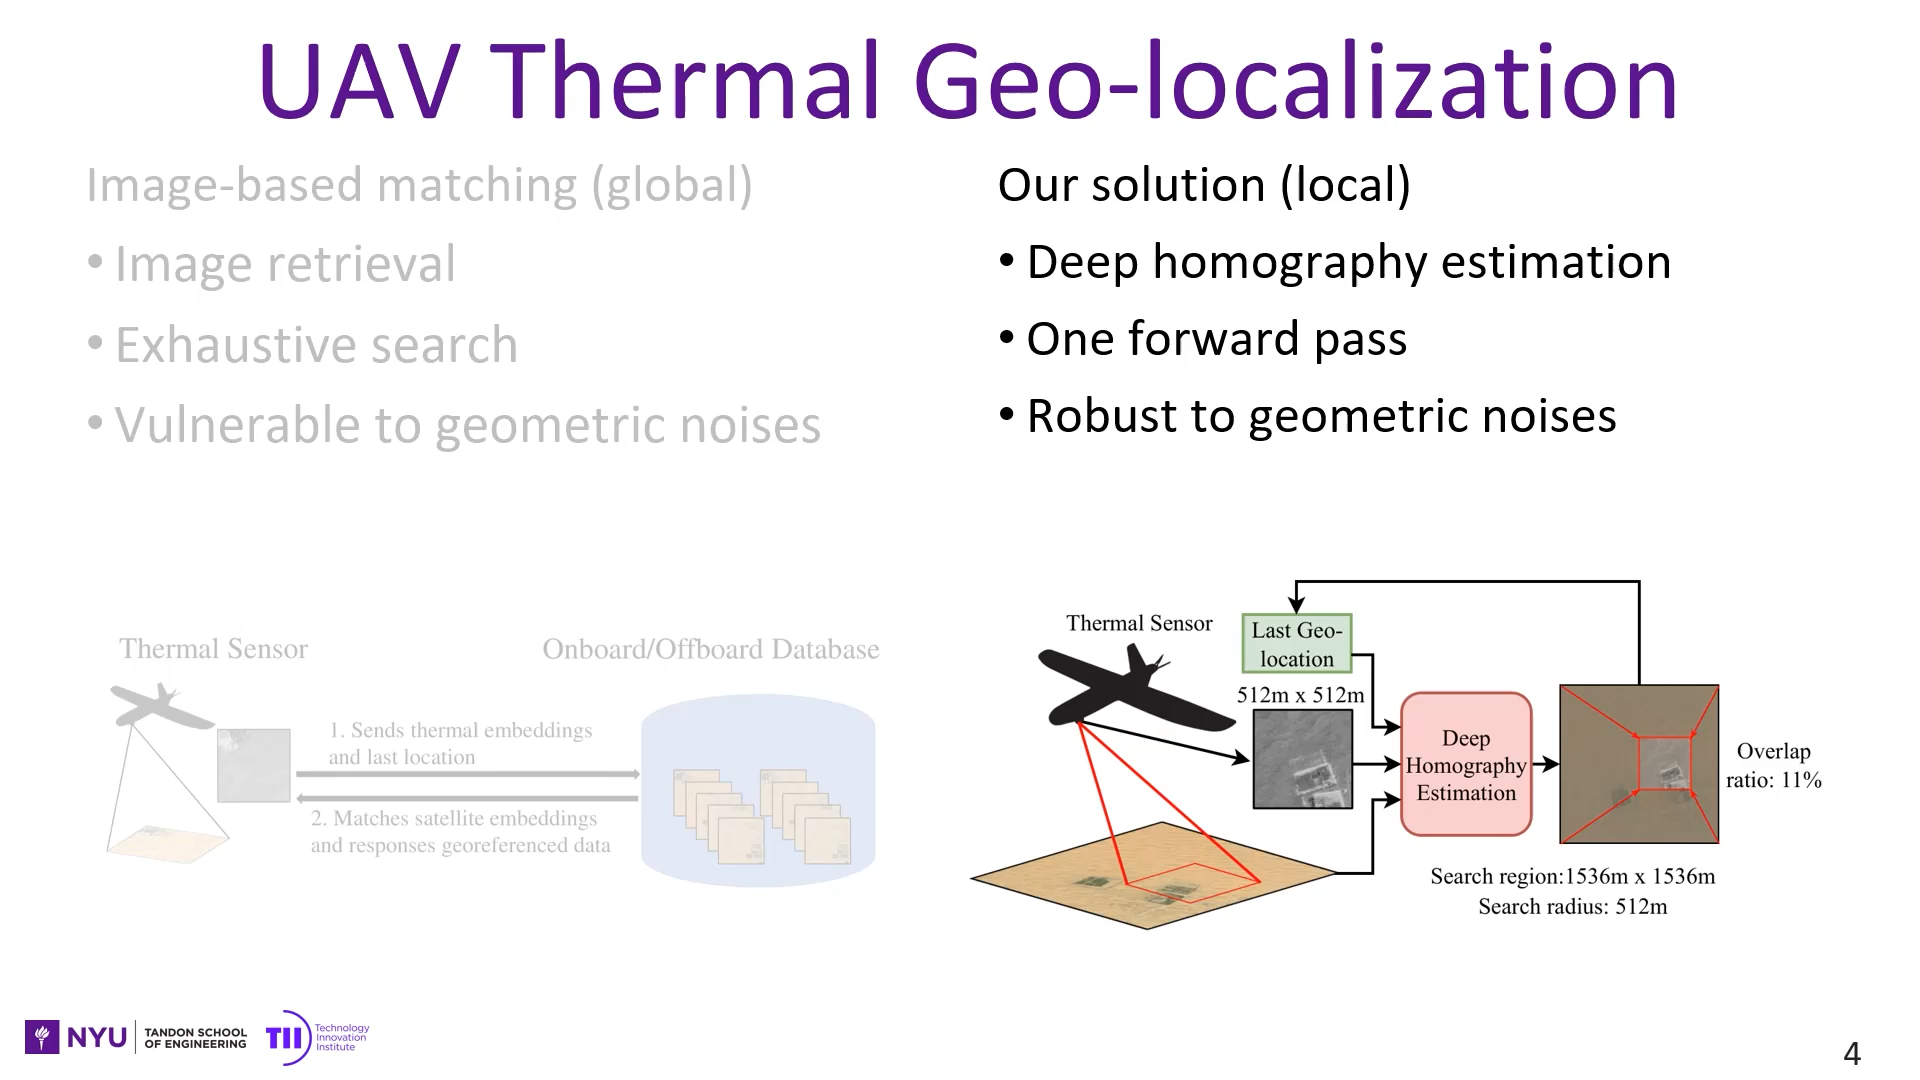 UAV Thermal Geo-localization
Image-based matching (global)
• Image retrieval
• Exhaustive search
• Vulnerable to geometric noises
Our solution (local)
• Deep homography estimation
• One forward pass
• Robust to geometric noises
Thermal Sensor
Onboard/Offboard Database
1. Sends thermal embeddings
and last location
2. Matches satellite embeddings
and responses georeferenced data
Thermal Sensor
Last Geo-
location
512m x 512m
Deep
Homography
Estimation
Overlap
ratio: 11%
Search region:1536m x 1536m
Search radius: 512m
NYU
TANDON SCHOOL
OF ENGINEERING
TII
Technology
Innovation
Institute
4